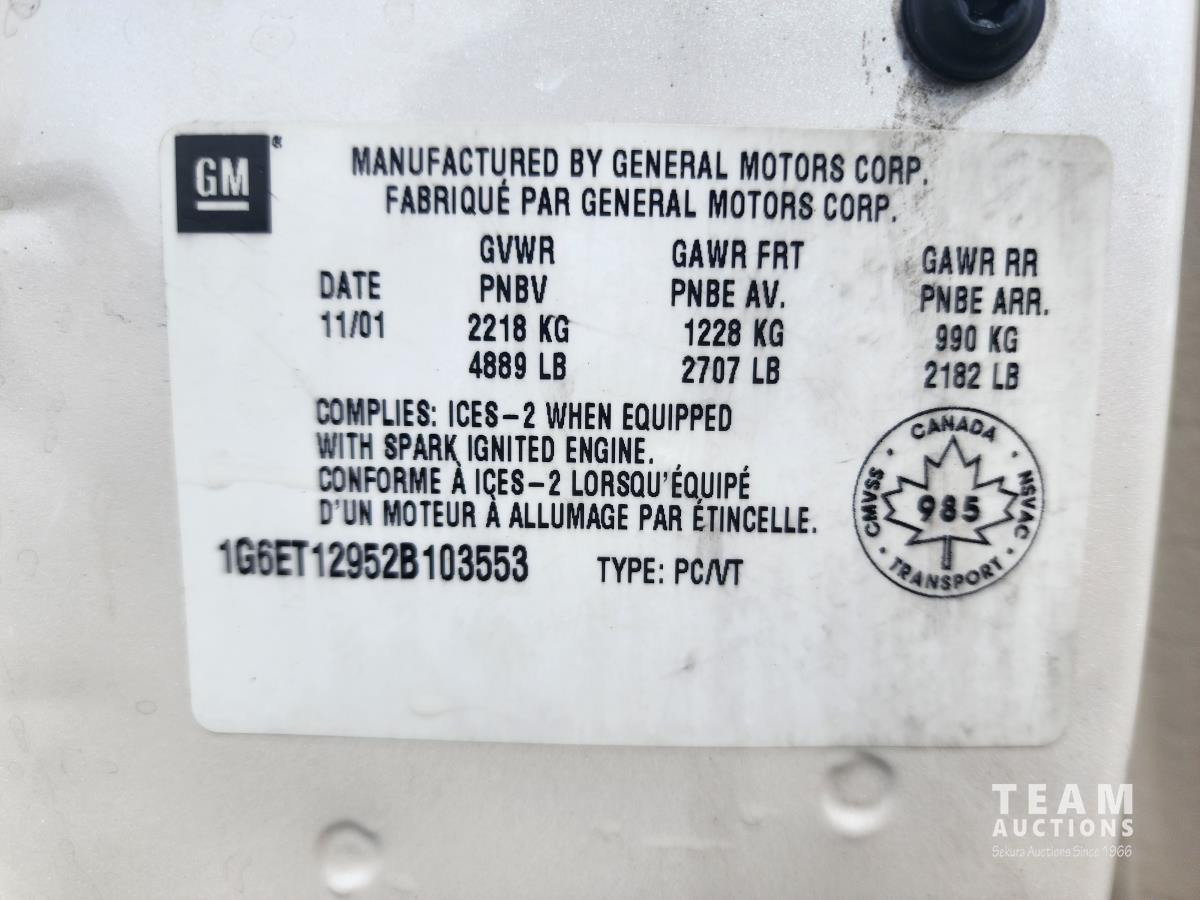 GM®
MANUFACTURED BY GENERAL MOTORS CORP.
FABRIQUÉ PAR GENERAL MOTORS CORP.
GVWR GAWR FRT GAWR RR
DATE PNBV PNBE AV. PNBE ARR.
11/01 2218 KG 1228 KG 990 KG
4889 LB 2707 LB 2182 LB
COMPLIES: ICES-2 WHEN EQUIPPED
WITH SPARK IGNITED ENGINE.
CONFORME À ICES-2 LORSQU'ÉQUIPÉ
D'UN MOTEUR À ALLUMAGE PAR ÉTINCELLE.
CANADA
CMVSS 985 NSVAC
TRANSPORT
1G6ET12952B103553 TYPE: PC/VT
TEAM
AUCTIONS
Sekura Auctions Since 1966